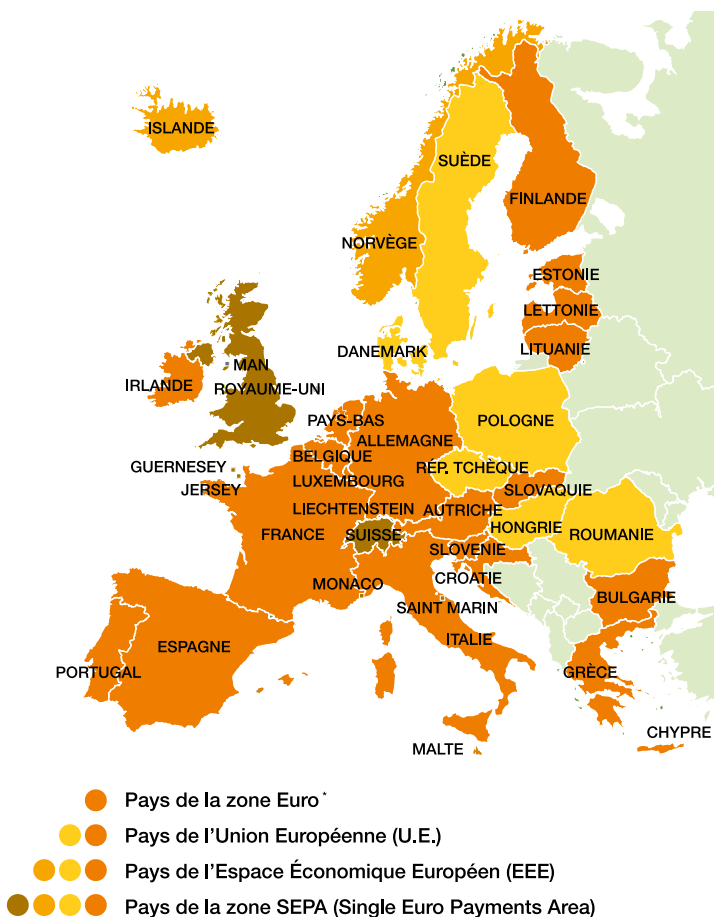 ISLANDE
SUÈDE
FINLANDE
NORVÈGE
ESTONIE
LETTONIE
LITUANIE
DANEMARK
MAN
IRLANDE
ROYAUME-UNI
PAYS-BAS
POLOGNE
ALLEMAGNE
BELGIQUE
GUERNESEY
RÉP. TCHÈQUE
LUXEMBOURG
JERSEY
SLOVAQUIE
LIECHTENSTEIN
AUTRICHE
HONGRIE
FRANCE
SUISSE
ROUMANIE
SLOVENIE
MONACO
CROATIE
BULGARIE
SAINT MARIN
ESPAGNE
ITALIE
PORTUGAL
GRÈCE
CHYPRE
MALTE
Pays de la zone Euro*
Pays de l'Union Européenne (U.E.)
Pays de l'Espace Économique Européen (EEE)
Pays de la zone SEPA (Single Euro Payments Area)